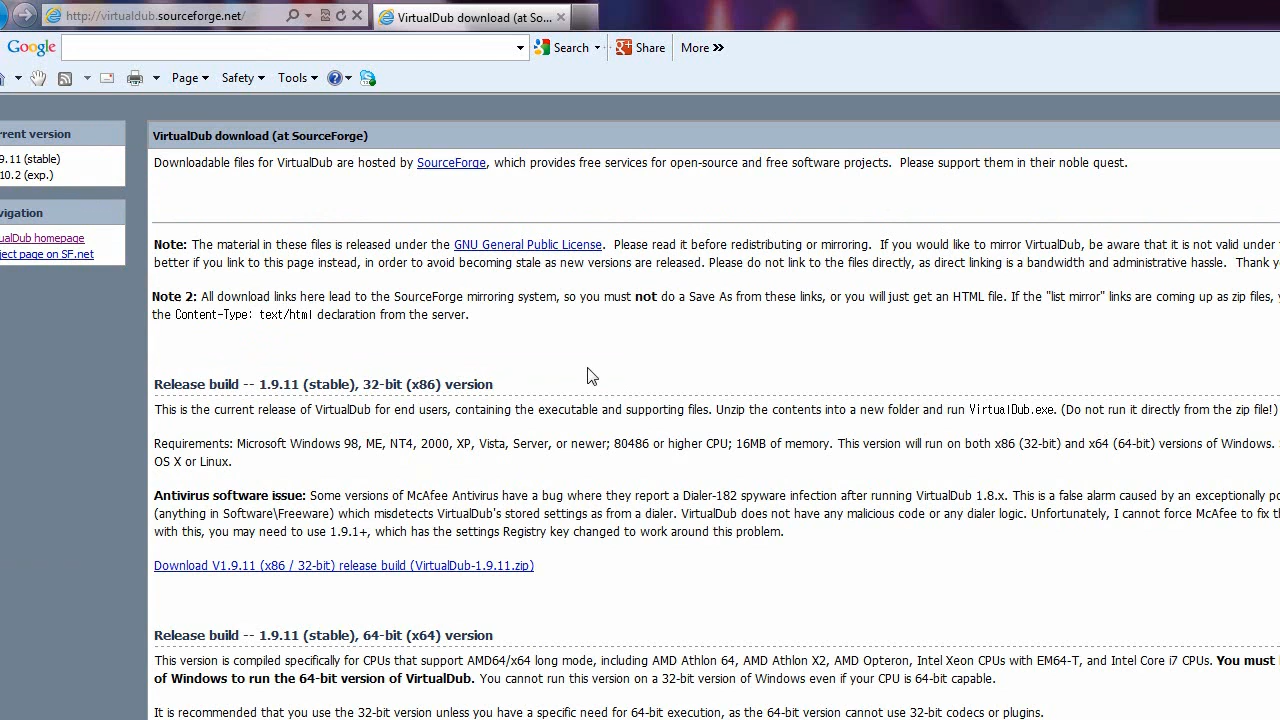 http://virtualdub.sourceforge.net/
VirtualDub download (at So...
Google
Search
Share
More »
Page
Safety
Tools
rrent version
9.11 (stable)
10.2 (exp.)
vigation
ualDub homepage
ject page on SF.net
VirtualDub download (at SourceForge)
Downloadable files for VirtualDub are hosted by SourceForge, which provides free services for open-source and free software projects. Please support them in their noble quest.
Note: The material in these files is released under the GNU General Public License. Please read it before redistributing or mirroring. If you would like to mirror VirtualDub, be aware that it is not valid under
better if you link to this page instead, in order to avoid becoming stale as new versions are released. Please do not link to the files directly, as direct linking is a bandwidth and administrative hassle. Thank yo
Note 2: All download links here lead to the SourceForge mirroring system, so you must not do a Save As from these links, or you will just get an HTML file. If the "list mirror" links are coming up as zip files,
the Content-Type: text/html declaration from the server.
Release build -- 1.9.11 (stable), 32-bit (x86) version
This is the current release of VirtualDub for end users, containing the executable and supporting files. Unzip the contents into a new folder and run VirtualDub.exe. (Do not run it directly from the zip file!)
Requirements: Microsoft Windows 98, ME, NT4, 2000, XP, Vista, Server, or newer; 80486 or higher CPU; 16MB of memory. This version will run on both x86 (32-bit) and x64 (64-bit) versions of Windows.
OS X or Linux.
Antivirus software issue: Some versions of McAfee Antivirus have a bug where they report a Dialer-182 spyware infection after running VirtualDub 1.8.x. This is a false alarm caused by an exceptionally po
(anything in Software\Freeware) which misdetects VirtualDub's stored settings as from a dialer. VirtualDub does not have any malicious code or any dialer logic. Unfortunately, I cannot force McAfee to fix th
with this, you may need to use 1.9.1+, which has the settings Registry key changed to work around this problem.
Download V1.9.11 (x86 / 32-bit) release build (VirtualDub-1.9.11.zip)
Release build -- 1.9.11 (stable), 64-bit (x64) version
This version is compiled specifically for CPUs that support AMD64/x64 long mode, including AMD Athlon 64, AMD Athlon X2, AMD Opteron, Intel Xeon CPUs with EM64-T, and Intel Core i7 CPUs. You must
of Windows to run the 64-bit version of VirtualDub. You cannot run this version on a 32-bit version of Windows even if your CPU is 64-bit capable.
It is recommended that you use the 32-bit version unless you have a specific need for 64-bit execution, as the 64-bit version cannot use 32-bit codecs or plugins.